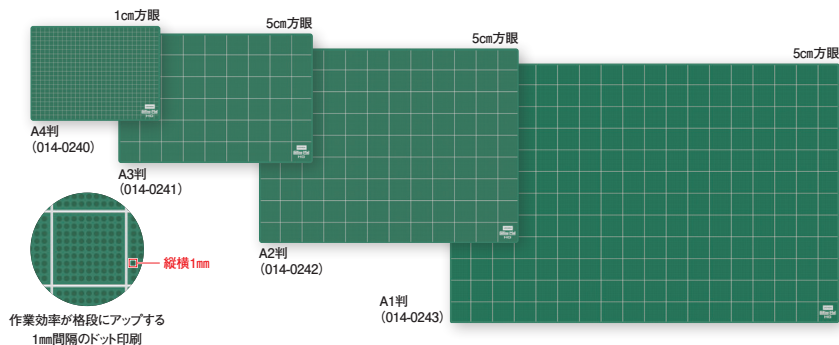 1cm方眼
5cm方眼
5cm方眼
5cm方眼
A4判
(014-0240)
A3判
(014-0241)
A2判
(014-0242)
A1判
(014-0243)
縦横1mm
作業効率が格段にアップする
1mm間隔のドット印刷